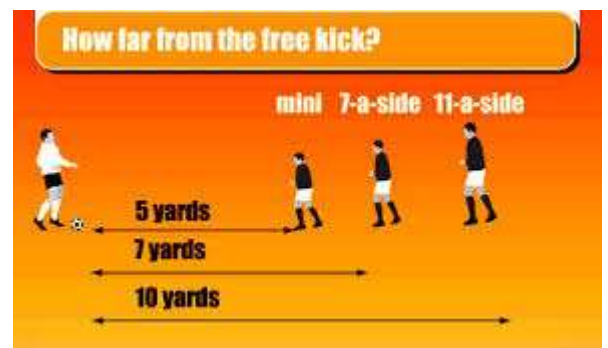 How far from the free kick?
mini 7-a-side 11-a-side
5 yards
7 yards
10 yards